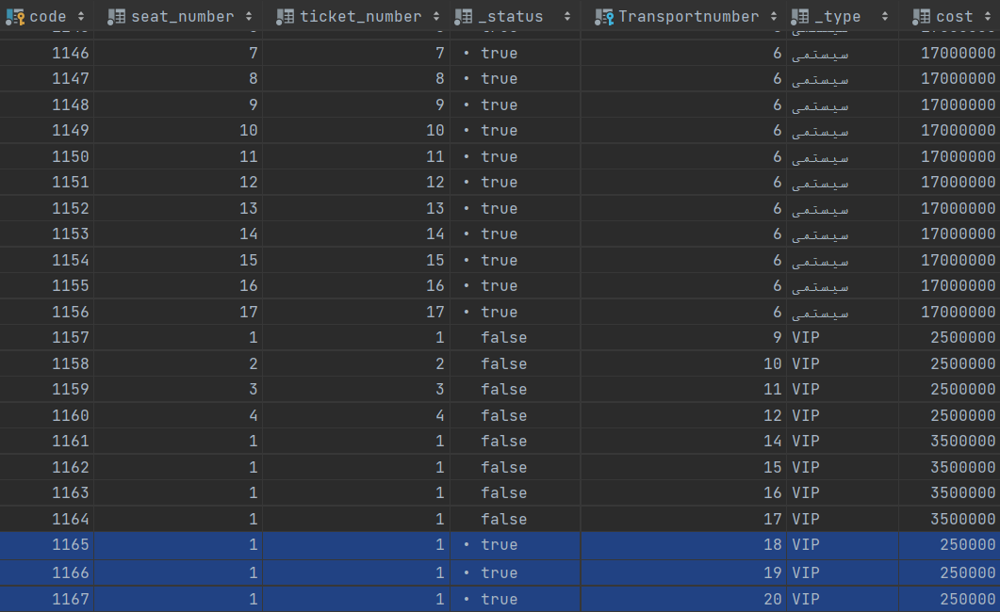 code seat_number ticket_number _status Transportnumber _type cost
1146 7 7 • true 6 سیستمی 17000000
1147 8 8 • true 6 سیستمی 17000000
1148 9 9 • true 6 سیستمی 17000000
1149 10 10 • true 6 سیستمی 17000000
1150 11 11 • true 6 سیستمی 17000000
1151 12 12 • true 6 سیستمی 17000000
1152 13 13 • true 6 سیستمی 17000000
1153 14 14 • true 6 سیستمی 17000000
1154 15 15 • true 6 سیستمی 17000000
1155 16 16 • true 6 سیستمی 17000000
1156 17 17 • true 6 سیستمی 17000000
1157 1 1 false 9 VIP 2500000
1158 2 2 false 10 VIP 2500000
1159 3 3 false 11 VIP 2500000
1160 4 4 false 12 VIP 2500000
1161 1 1 false 14 VIP 3500000
1162 1 1 false 15 VIP 3500000
1163 1 1 false 16 VIP 3500000
1164 1 1 false 17 VIP 3500000
1165 1 1 • true 18 VIP 250000
1166 1 1 • true 19 VIP 250000
1167 1 1 • true 20 VIP 250000